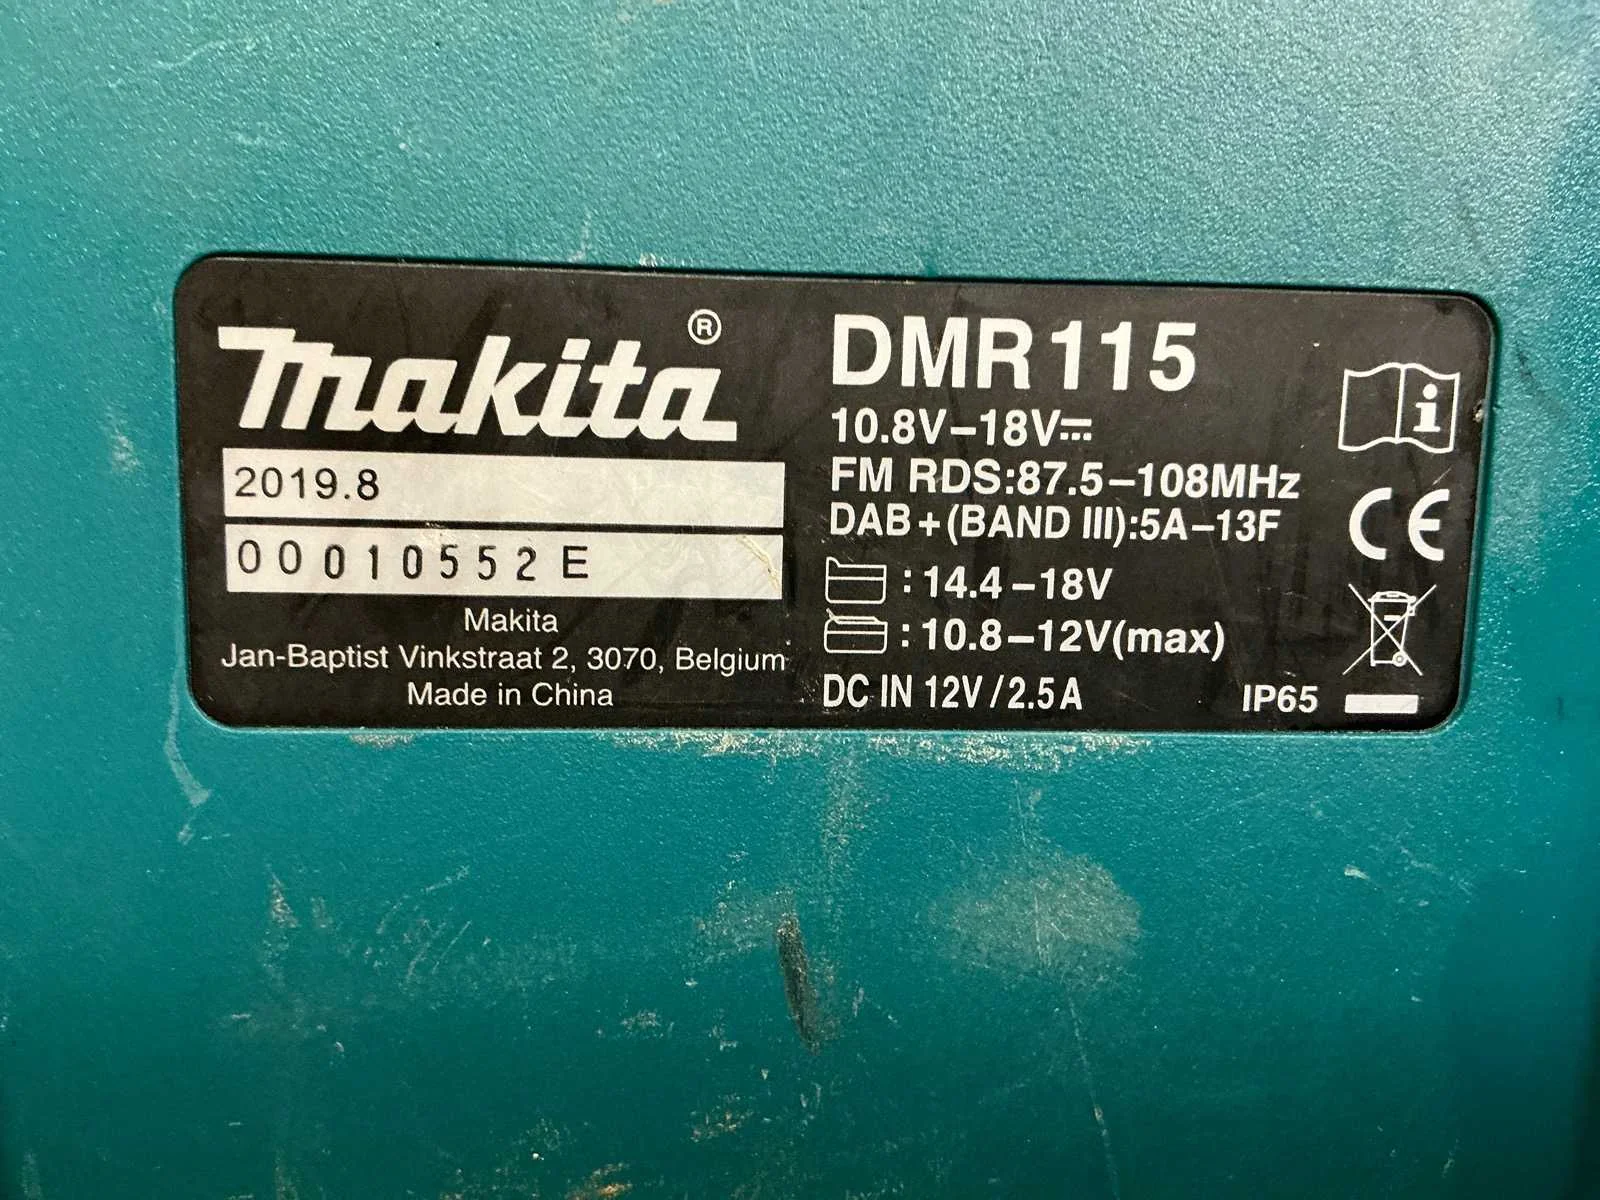 makita®
2019.8
00010552E
Makita
Jan-Baptist Vinkstraat 2, 3070, Belgium
Made in China
DMR115
10.8V–18V⎓
FM RDS:87.5–108MHz
DAB+(BAND III):5A–13F
: 14.4–18V
: 10.8–12V(max)
DC IN 12V/2.5A
i
CE
IP65